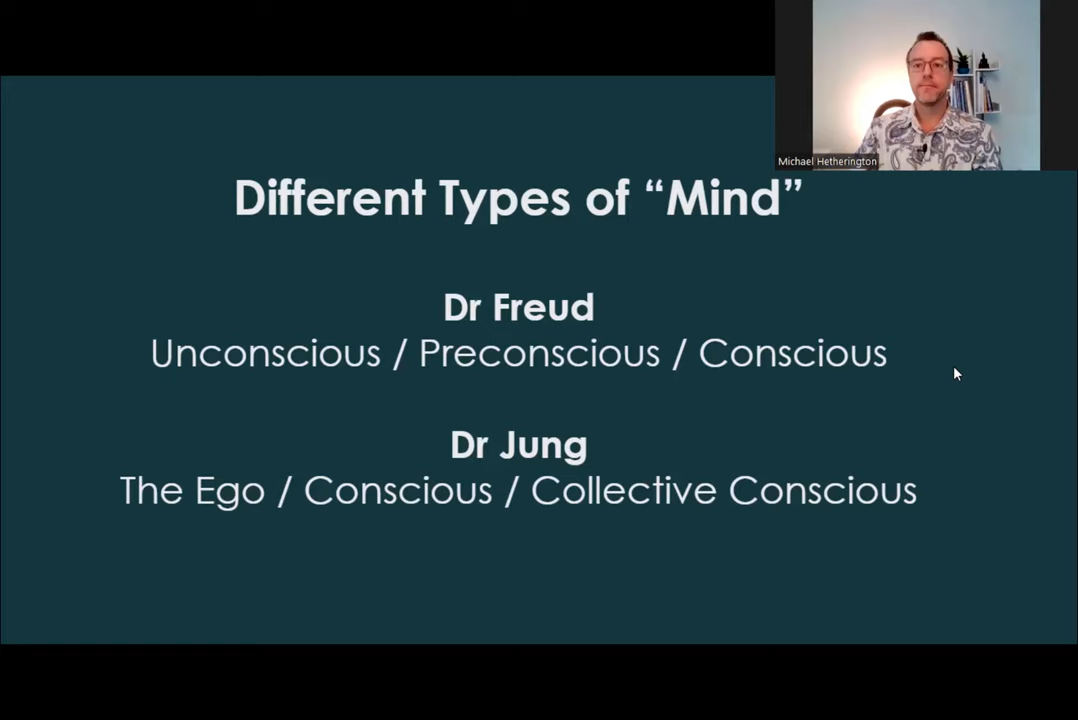 Michael Hetherington
Different Types of “Mind”
Dr Freud
Unconscious / Preconscious / Conscious
Dr Jung
The Ego / Conscious / Collective Conscious